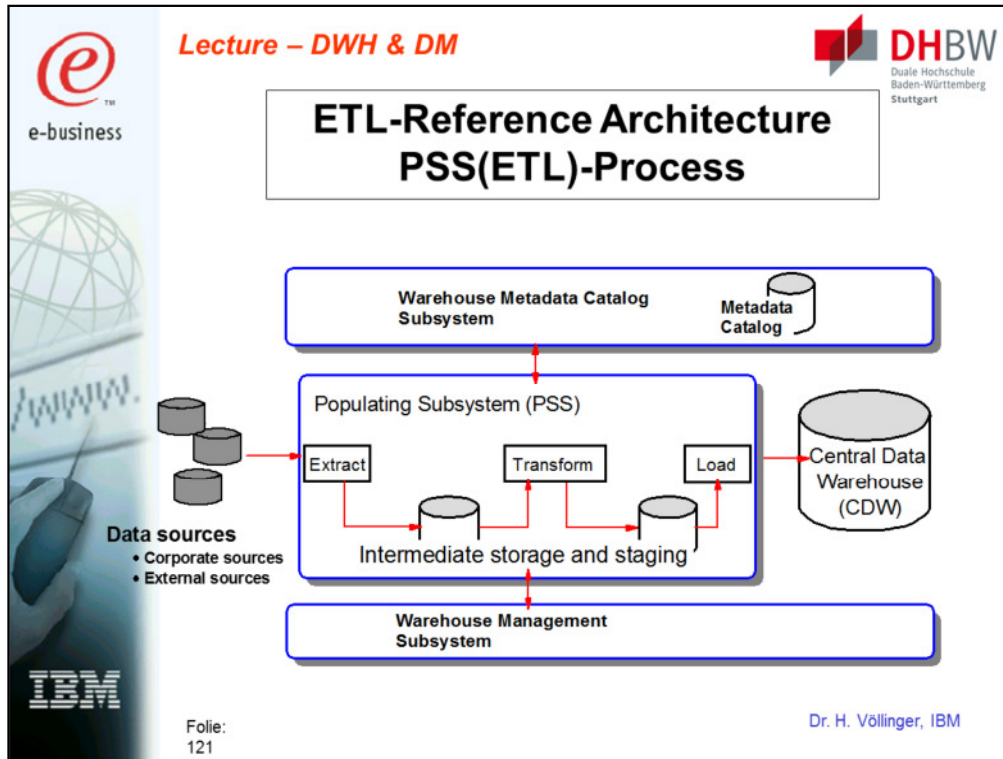 Lecture – DWH & DM
e
TM
e-business
DHBW
Duale Hochschule
Baden-Württemberg
Stuttgart
ETL-Reference Architecture
PSS(ETL)-Process
Warehouse Metadata Catalog
Subsystem
Metadata
Catalog
Populating Subsystem (PSS)
Extract
Transform
Load
Intermediate storage and staging
Data sources
• Corporate sources
• External sources
Central Data
Warehouse
(CDW)
Warehouse Management
Subsystem
IBM
Folie:
121
Dr. H. Völlinger, IBM